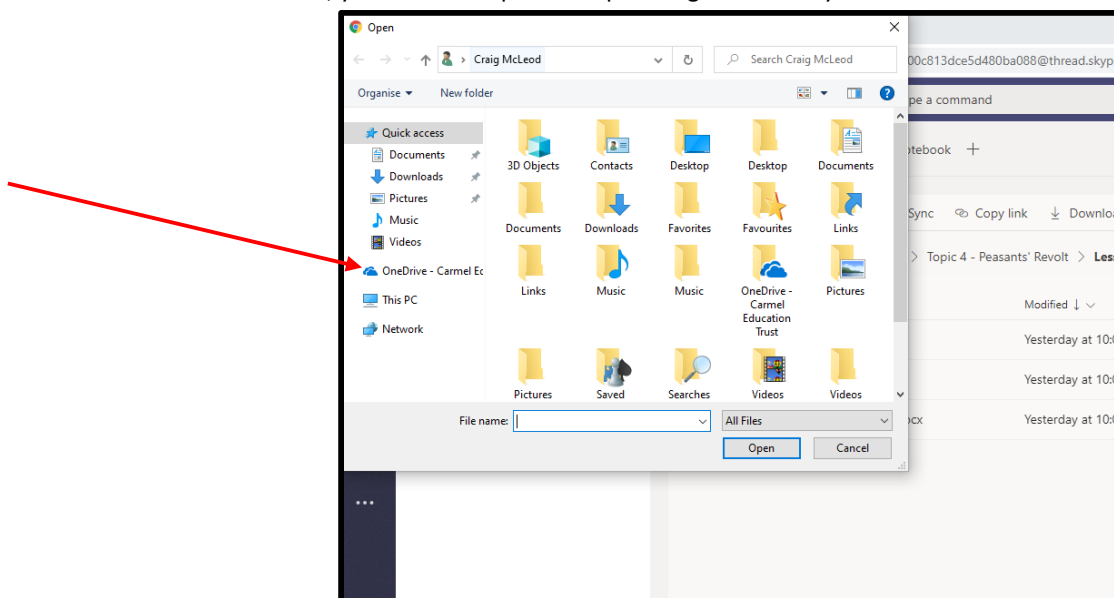 Open
Craig McLeod
Search Craig McLeod
00c813dce5d480ba088@thread.skyp
Organise
New folder
pe a command
Quick access
Documents
Downloads
Pictures
Music
Videos
OneDrive - Carmel Ec
This PC
Network
3D Objects
Contacts
Desktop
Desktop
Documents
Documents
Downloads
Favorites
Favourites
Links
Links
Music
Music
OneDrive -
Carmel
Education
Trust
Pictures
Pictures
Saved
Searches
Videos
Videos
File name:
All Files
Open
Cancel
otebook +
Sync
Copy link
Downloa
> Topic 4 - Peasants' Revolt > Les
Modified
Yesterday at 10:
Yesterday at 10:
ocx
Yesterday at 10: